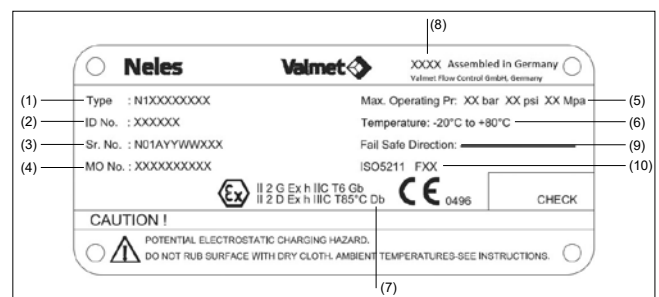 (8)
Neles Valmet XXXX Assembled in Germany
Valmet Flow Control GmbH, Germany
(1) Type : N1XXXXXXXX Max. Operating Pr: XX bar XX psi XX Mpa (5)
(2) ID No. : XXXXXX Temperature: -20°C to +80°C (6)
(3) Sr. No. : N01AYYWWXXX Fail Safe Direction: (9)
(4) MO No. : XXXXXXXXXX ISO5211 FXX (10)
Ex II 2 G Ex h IIC T6 Gb
II 2 D Ex h IIIC T85°C Db CE 0496 CHECK
CAUTION !
POTENTIAL ELECTROSTATIC CHARGING HAZARD.
DO NOT RUB SURFACE WITH DRY CLOTH. AMBIENT TEMPERATURES-SEE INSTRUCTIONS.
(7)